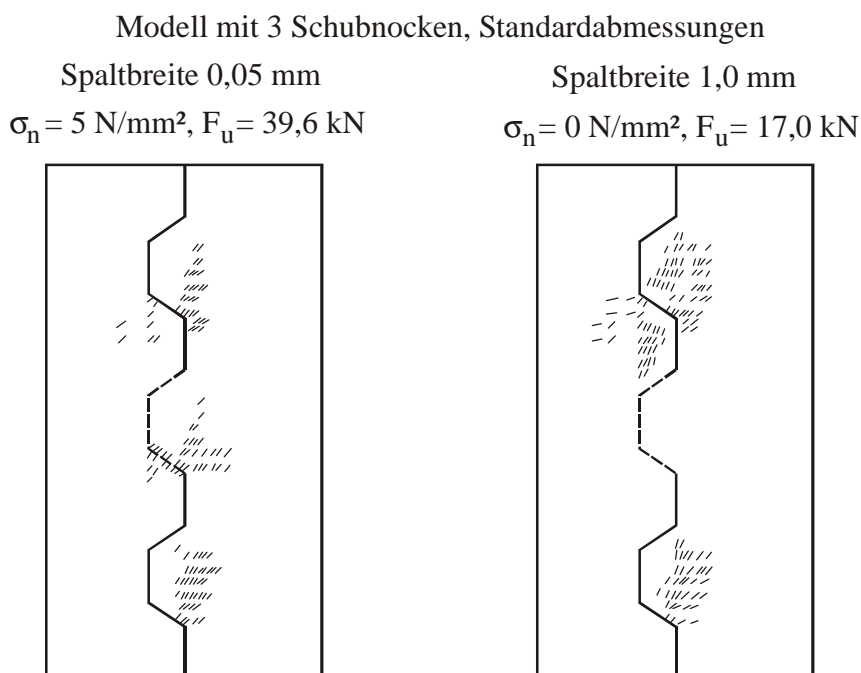 Modell mit 3 Schubnocken, Standardabmessungen
Spaltbreite 0,05 mm
σn = 5 N/mm², Fu = 39,6 kN
Spaltbreite 1,0 mm
σn = 0 N/mm², Fu = 17,0 kN